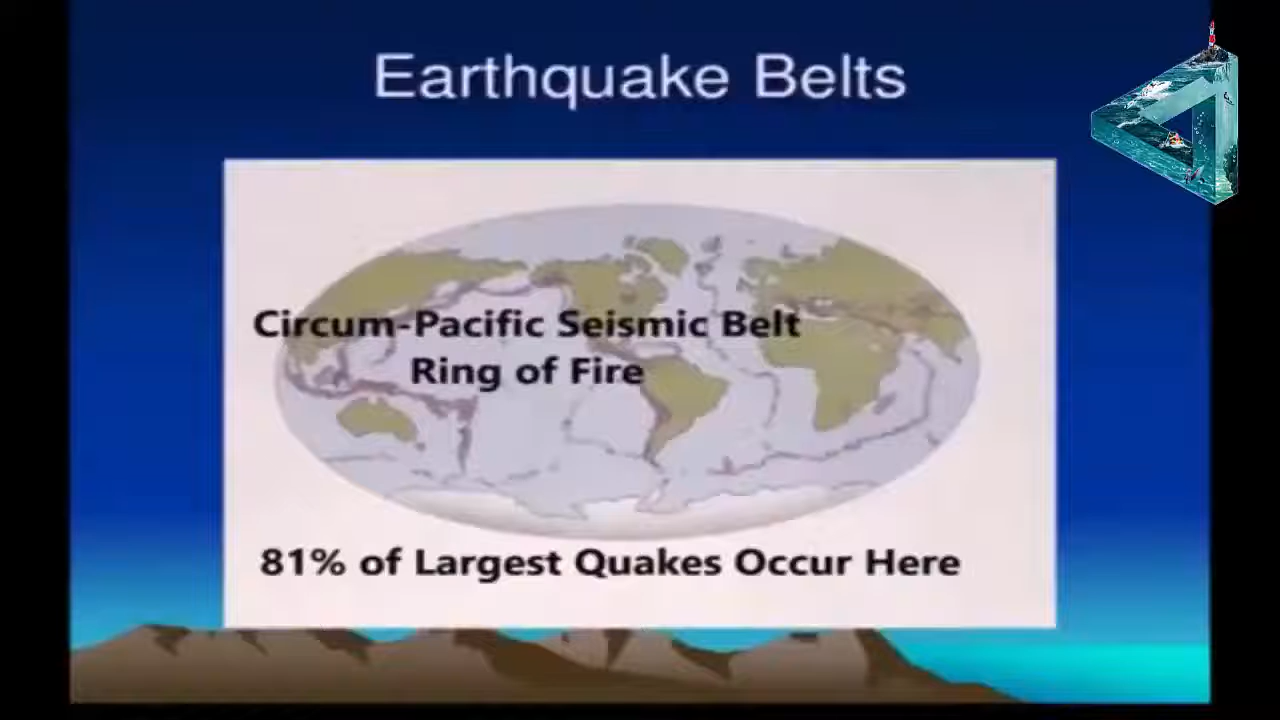 Earthquake Belts
Circum-Pacific Seismic Belt
Ring of Fire
81% of Largest Quakes Occur Here